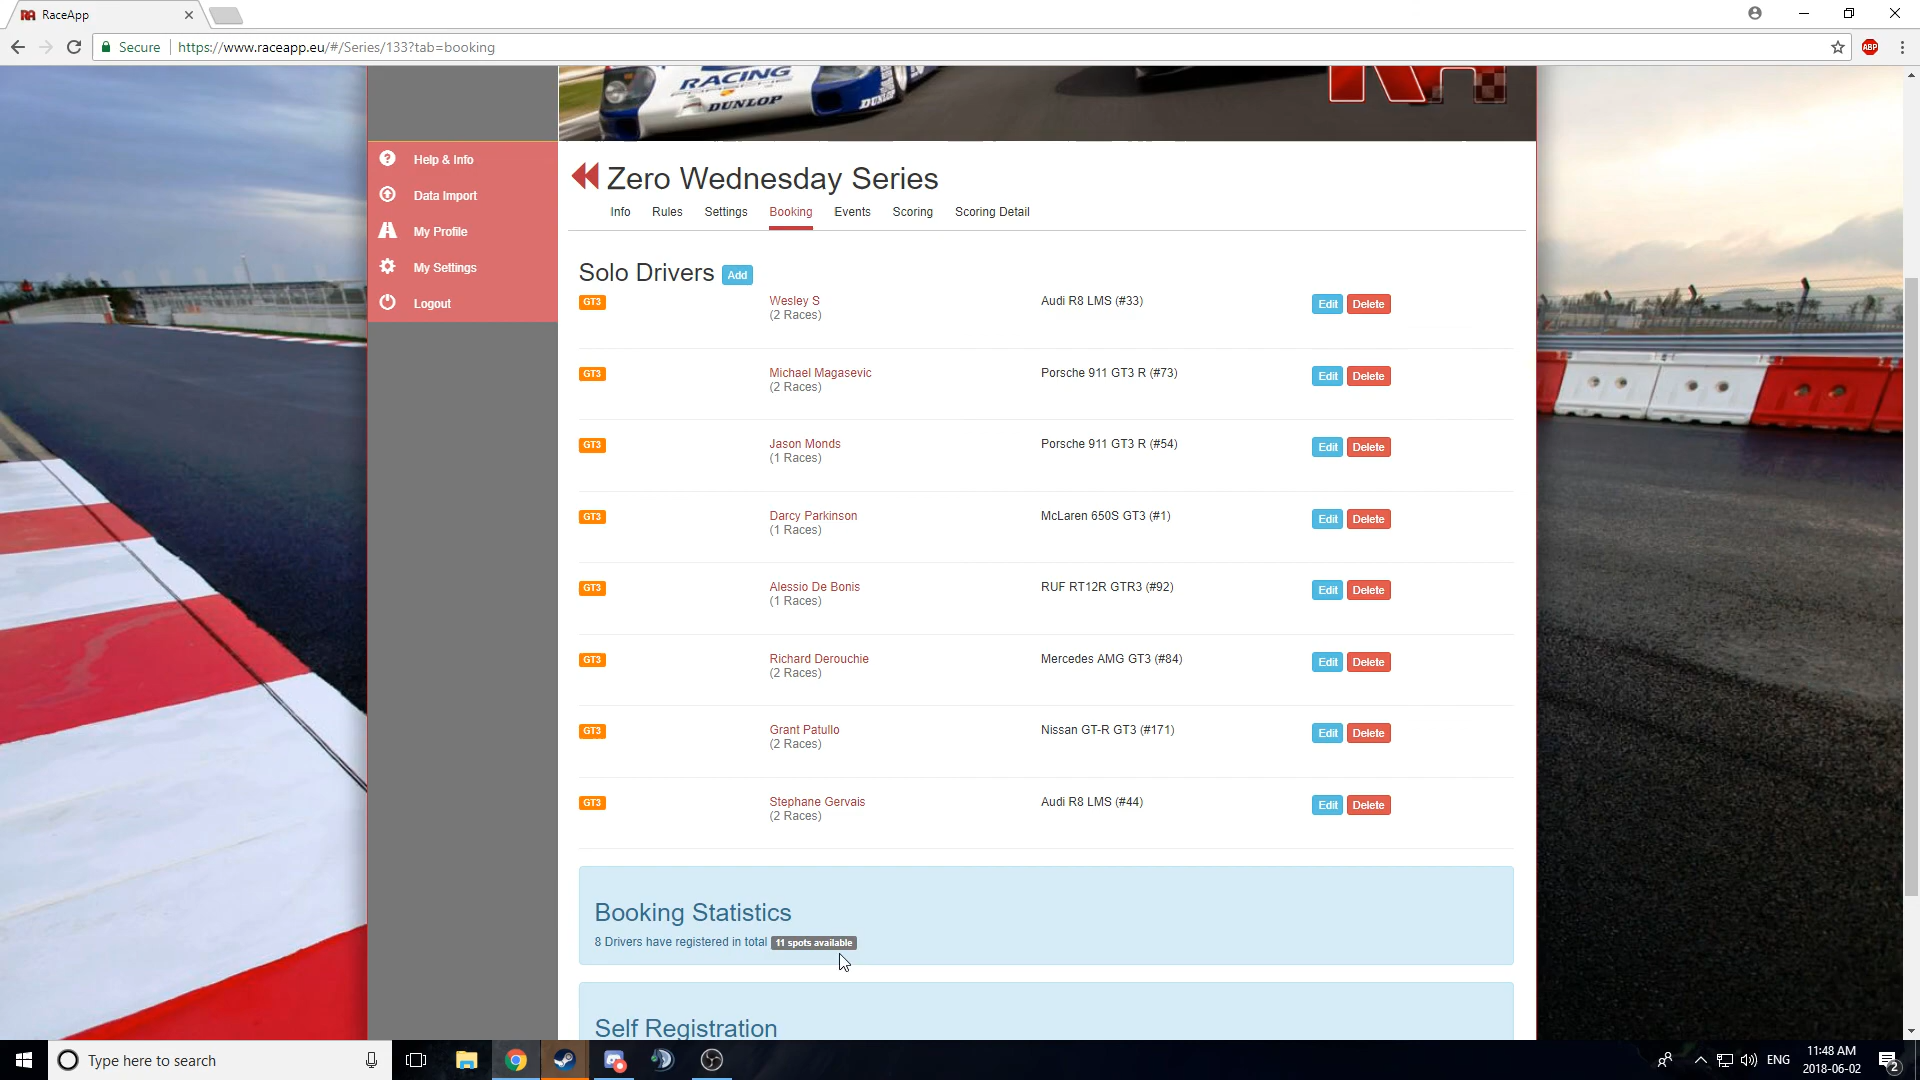 RaceApp
Secure
https://www.raceapp.eu/#/Series/133?tab=booking
ABP
RACING
DUNLOP
DUNLOP
RA
Help & Info
Data Import
My Profile
My Settings
Logout
Zero Wednesday Series
Info Rules Settings Booking Events Scoring Scoring Detail
Solo Drivers Add
GT3 Wesley S Audi R8 LMS (#33) Edit Delete
(2 Races)
GT3 Michael Magasevic Porsche 911 GT3 R (#73) Edit Delete
(2 Races)
GT3 Jason Monds Porsche 911 GT3 R (#54) Edit Delete
(1 Races)
GT3 Darcy Parkinson McLaren 650S GT3 (#1) Edit Delete
(1 Races)
GT3 Alessio De Bonis RUF RT12R GTR3 (#92) Edit Delete
(1 Races)
GT3 Richard Derouchie Mercedes AMG GT3 (#84) Edit Delete
(2 Races)
GT3 Grant Patullo Nissan GT-R GT3 (#171) Edit Delete
(2 Races)
GT3 Stephane Gervais Audi R8 LMS (#44) Edit Delete
(2 Races)
Booking Statistics
8 Drivers have registered in total 11 spots available
Self Registration
Type here to search
ENG
11:48 AM
2018-06-02
2